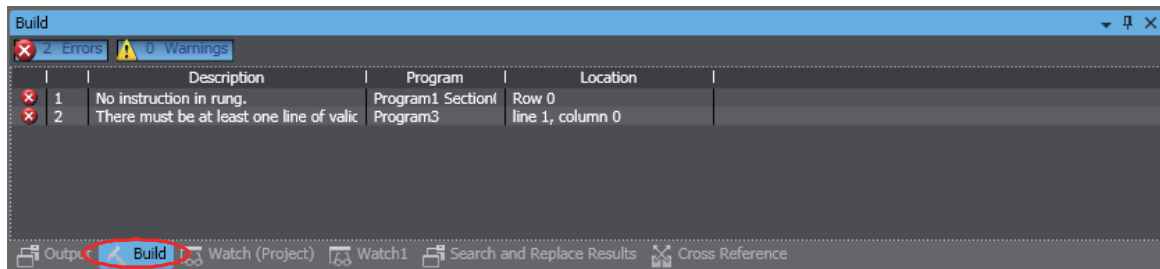 Build
2 Errors 0 Warnings
Description Program Location
1 No instruction in rung. Program1 Section( Row 0
2 There must be at least one line of valic Program3 line 1, column 0
Output Build Watch (Project) Watch1 Search and Replace Results Cross Reference